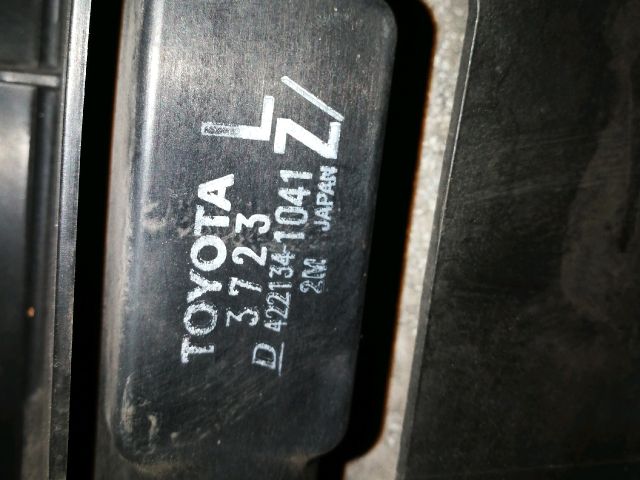 L
TOYOTA
3723
Z/
D 422134-1041
2M JAPAN